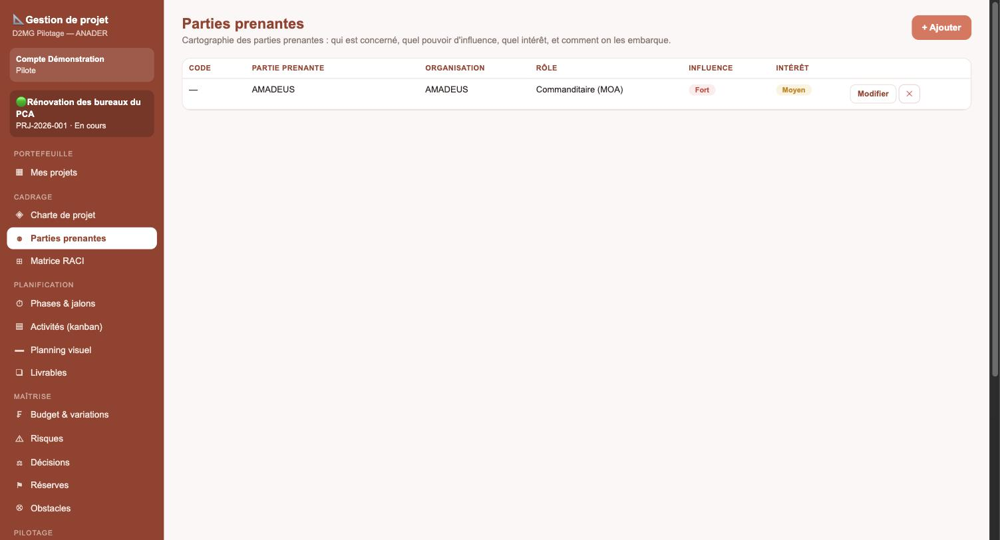 Gestion de projet
D2MG Pilotage — ANADER
Compte Démonstration
Pilote
Rénovation des bureaux du
PCA
PRJ-2026-001 · En cours
PORTEFEUILLE
Mes projets
CADRAGE
Charte de projet
Parties prenantes
Matrice RACI
PLANIFICATION
Phases & jalons
Activités (kanban)
Planning visuel
Livrables
MAÎTRISE
Budget & variations
Risques
Décisions
Réserves
Obstacles
PILOTAGE
Parties prenantes
Cartographie des parties prenantes : qui est concerné, quel pouvoir d'influence, quel intérêt, et comment on les embarque.
+ Ajouter
CODE PARTIE PRENANTE ORGANISATION RÔLE INFLUENCE INTÉRÊT
— AMADEUS AMADEUS Commanditaire (MOA) Fort Moyen Modifier ×